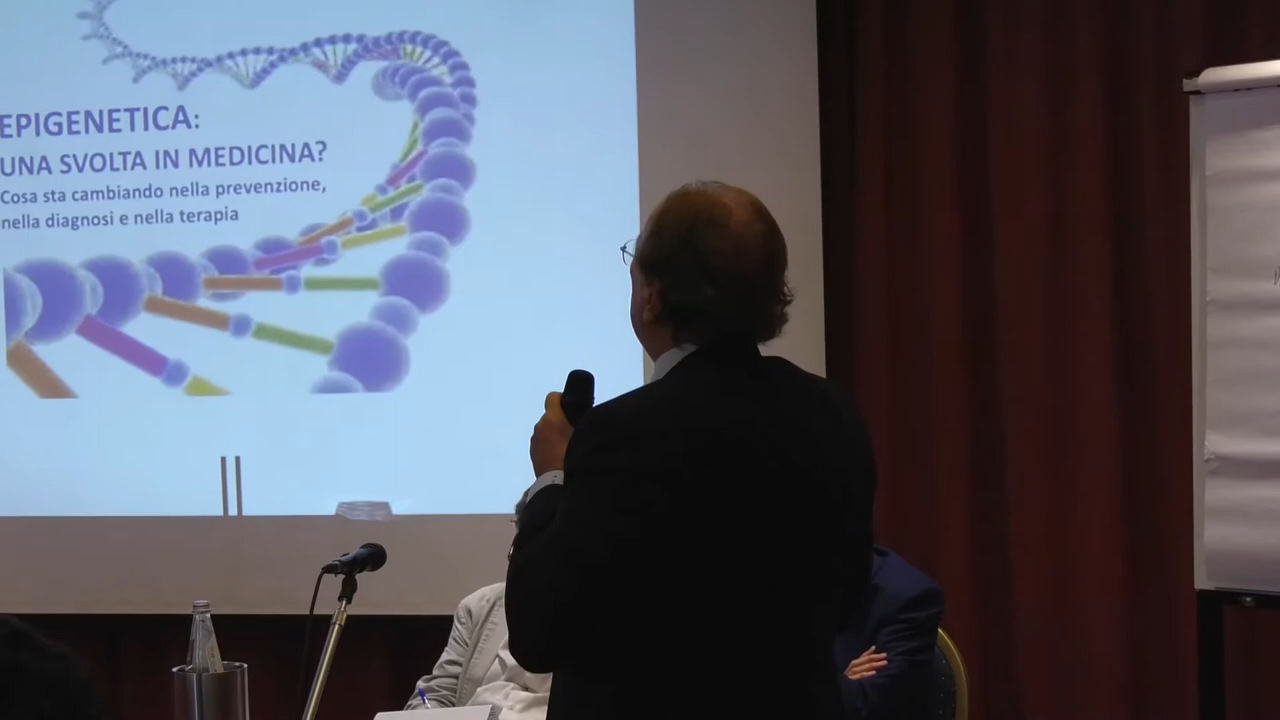 EPIGENETICA:
UNA SVOLTA IN MEDICINA?
Cosa sta cambiando nella prevenzione,
nella diagnosi e nella terapia